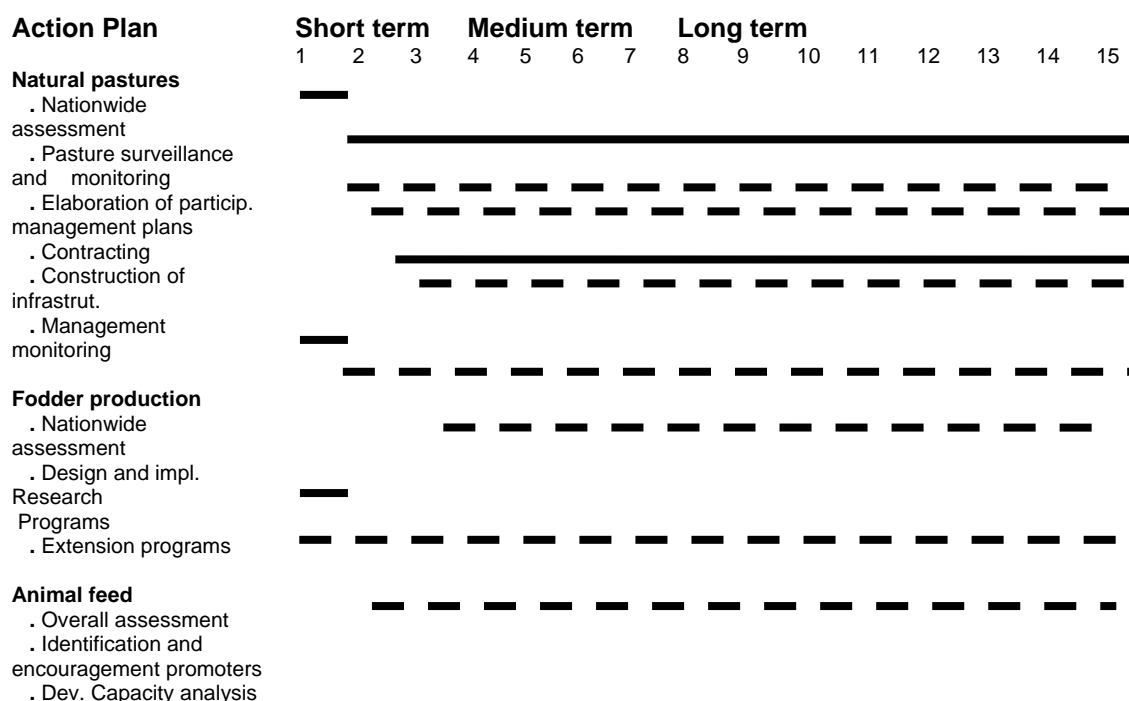 Action Plan Short term Medium term Long term
1 2 3 4 5 6 7 8 9 10 11 12 13 14 15
Natural pastures
. Nationwide
assessment
. Pasture surveillance
and monitoring
. Elaboration of particip.
management plans
. Contracting
. Construction of
infrastrut.
. Management
monitoring
Fodder production
. Nationwide
assessment
. Design and impl.
Research
Programs
. Extension programs
Animal feed
. Overall assessment
. Identification and
encouragement promoters
. Dev. Capacity analysis